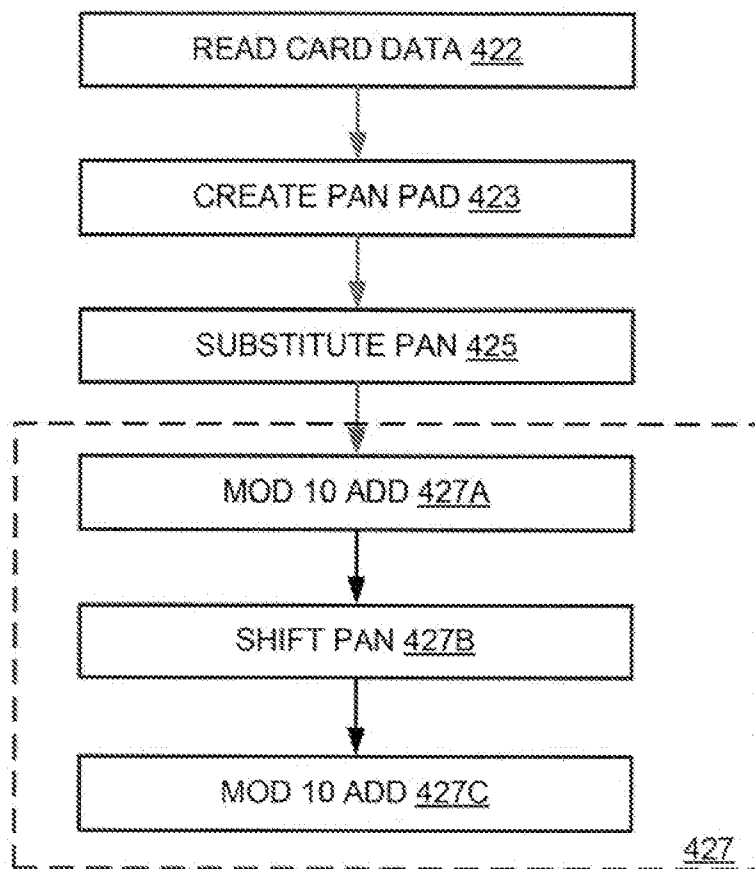 READ CARD DATA 422
CREATE PAN PAD 423
SUBSTITUTE PAN 425
MOD 10 ADD 427A
SHIFT PAN 427B
MOD 10 ADD 427C
427